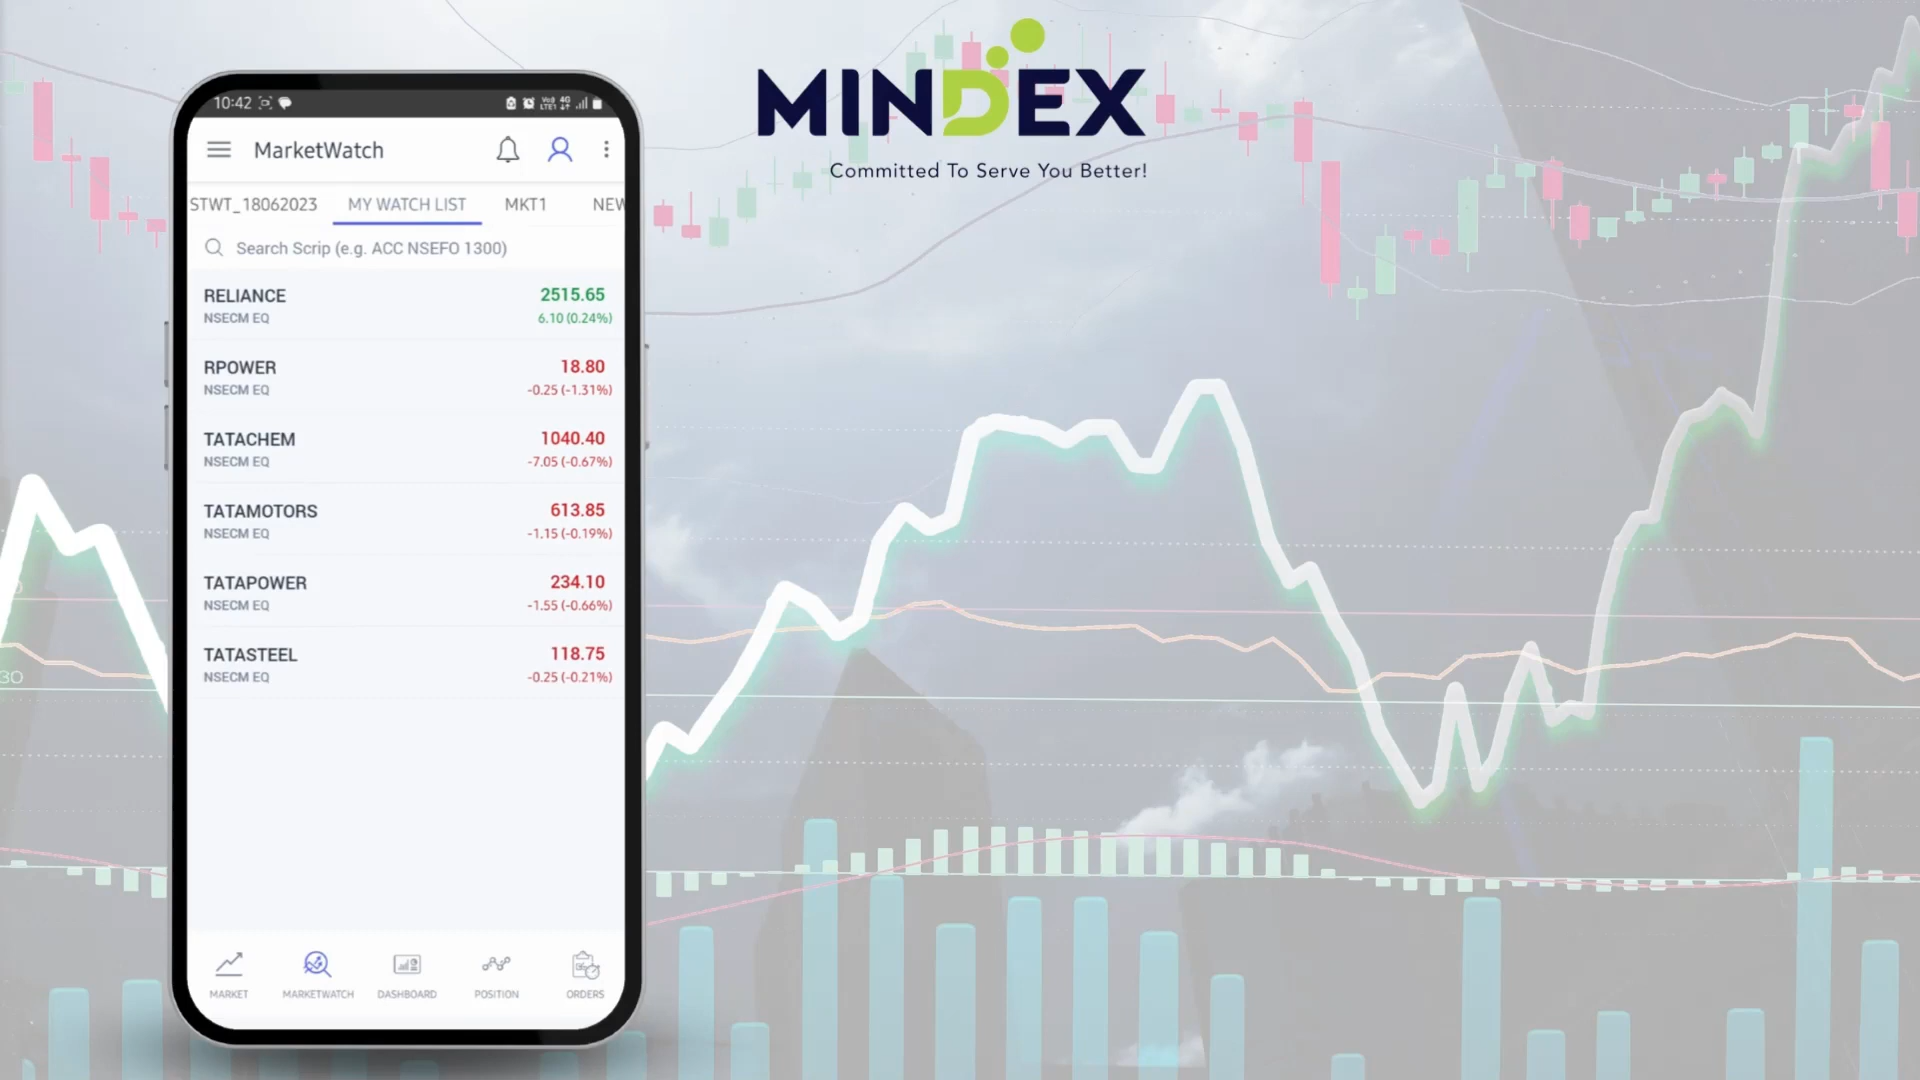 MINDEX
Committed To Serve You Better!
10:42
MarketWatch
STWT_18062023 MY WATCH LIST MKT1 NEW
Search Scrip (e.g. ACC NSEFO 1300)
RELIANCE 2515.65
NSECM EQ 6.10 (0.24%)
RPOWER 18.80
NSECM EQ -0.25 (-1.31%)
TATACHEM 1040.40
NSECM EQ -7.05 (-0.67%)
TATAMOTORS 613.85
NSECM EQ -1.15 (-0.19%)
TATAPOWER 234.10
NSECM EQ -1.55 (-0.66%)
TATASTEEL 118.75
NSECM EQ -0.25 (-0.21%)
MARKET MARKETWATCH DASHBOARD POSITION ORDERS
30